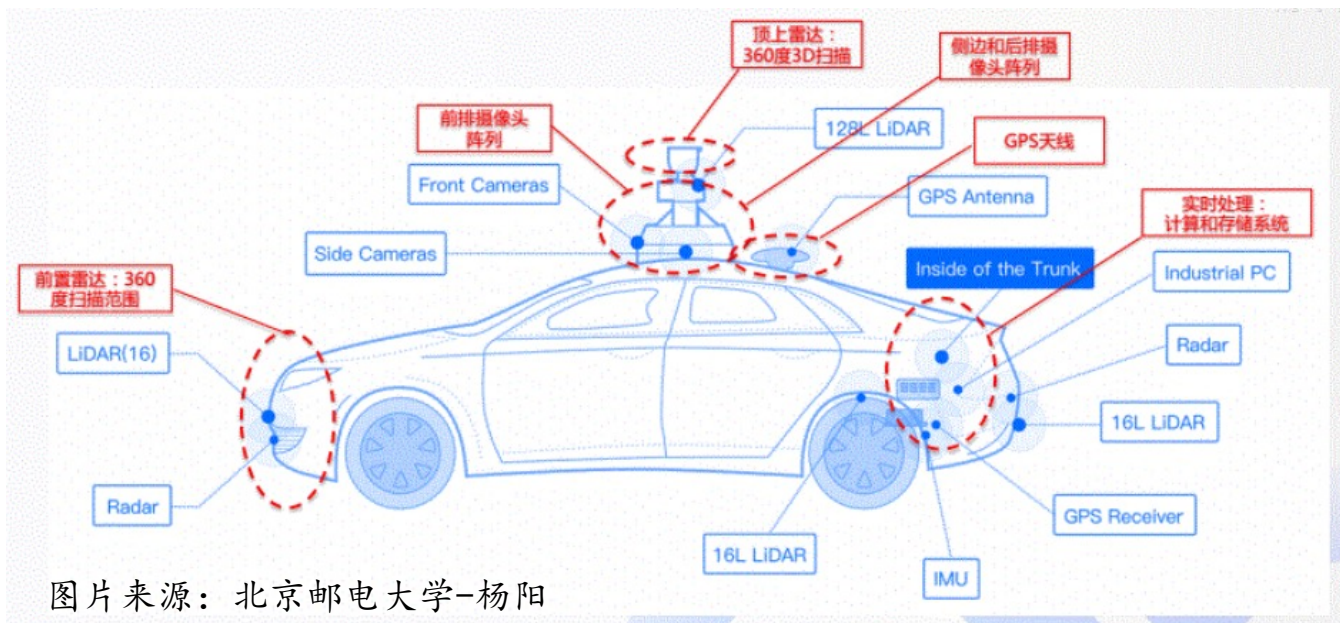 顶上雷达：
360度3D扫描
侧边和后排摄
像头阵列
前排摄像头
阵列
128L LiDAR
GPS天线
Front Cameras
GPS Antenna
实时处理：
计算和存储系统
Side Cameras
Inside of the Trunk
Industrial PC
前置雷达：360
度扫描范围
LiDAR(16)
Radar
16L LiDAR
Radar
GPS Receiver
16L LiDAR
IMU
图片来源：北京邮电大学-杨阳